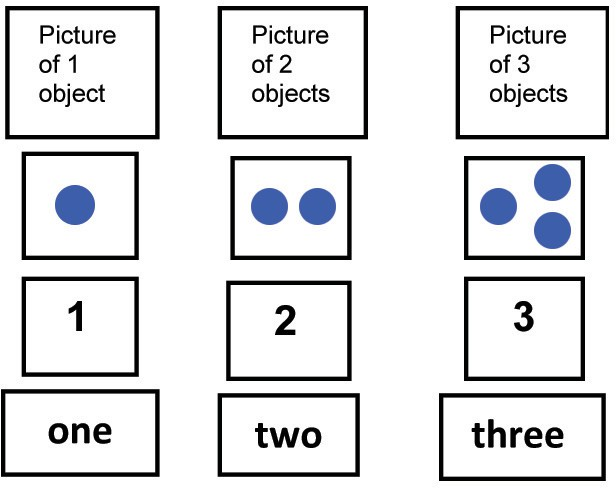 Picture
of 1
object
Picture
of 2
objects
Picture
of 3
objects
1
2
3
one
two
three